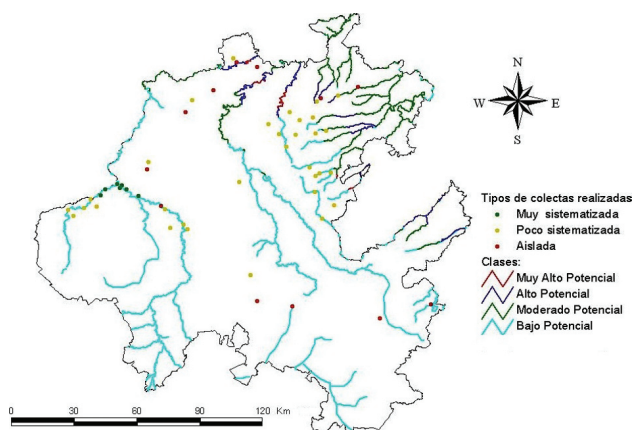 N
W E
S
Tipos de colectas realizadas
Muy sistematizada
Poco sistematizada
Aislada
Clases:
Muy Alto Potencial
Alto Potencial
Moderado Potencial
Bajo Potencial
0 30 60 90 120 Km